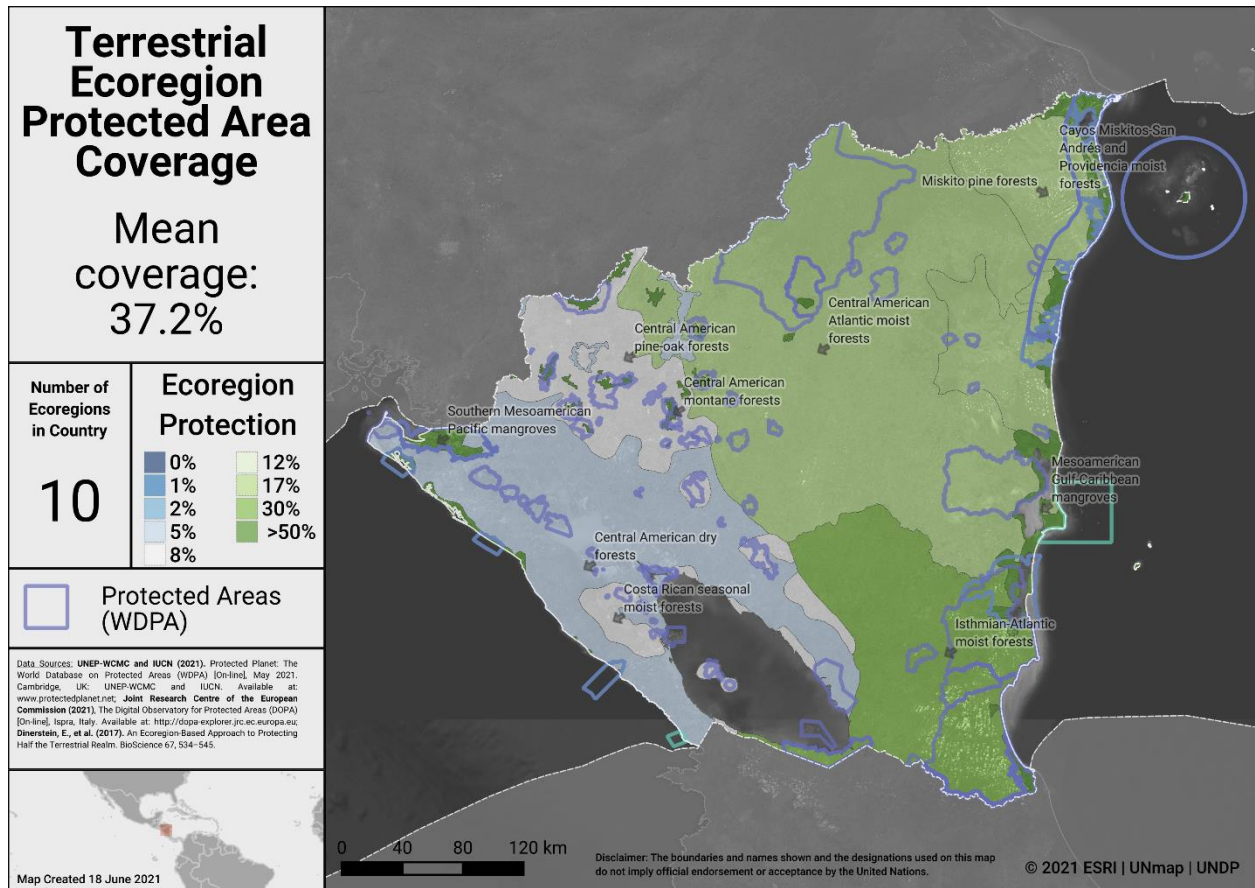 Terrestrial
Ecoregion
Protected Area
Coverage
Mean
coverage:
37.2%
Number of
Ecoregions
in Country
10
Ecoregion
Protection
0%
1%
2%
5%
8%
12%
17%
30%
>50%
Protected Areas
(WDPA)
Data Sources: UNEP-WCMC and IUCN (2021). Protected Planet: The
World Database on Protected Areas (WDPA) [On-line], May 2021.
Cambridge, UK: UNEP-WCMC and IUCN. Available at:
www.protectedplanet.net; Joint Research Centre of the European
Commission (2021), The Digital Observatory for Protected Areas (DOPA)
[On-line], Ispra, Italy. Available at: http://dopa-explorer.jrc.ec.europa.eu;
Dinerstein, E., et al. (2017). An Ecoregion-Based Approach to Protecting
Half the Terrestrial Realm. BioScience 67, 534–545.
Map Created 18 June 2021
Cayos Miskitos-San
Andrés and
Providencia moist
forests
Miskito pine forests
Central American
Atlantic moist
forests
Central American
pine-oak forests
Central American
montane forests
Southern Mesoamerican
Pacific mangroves
Mesoamerican
Gulf-Caribbean
mangroves
Central American dry
forests
Costa Rican seasonal
moist forests
Isthmian-Atlantic
moist forests
0 40 80 120 km
Disclaimer: The boundaries and names shown and the designations used on this map
do not imply official endorsement or acceptance by the United Nations.
© 2021 ESRI | UNmap | UNDP